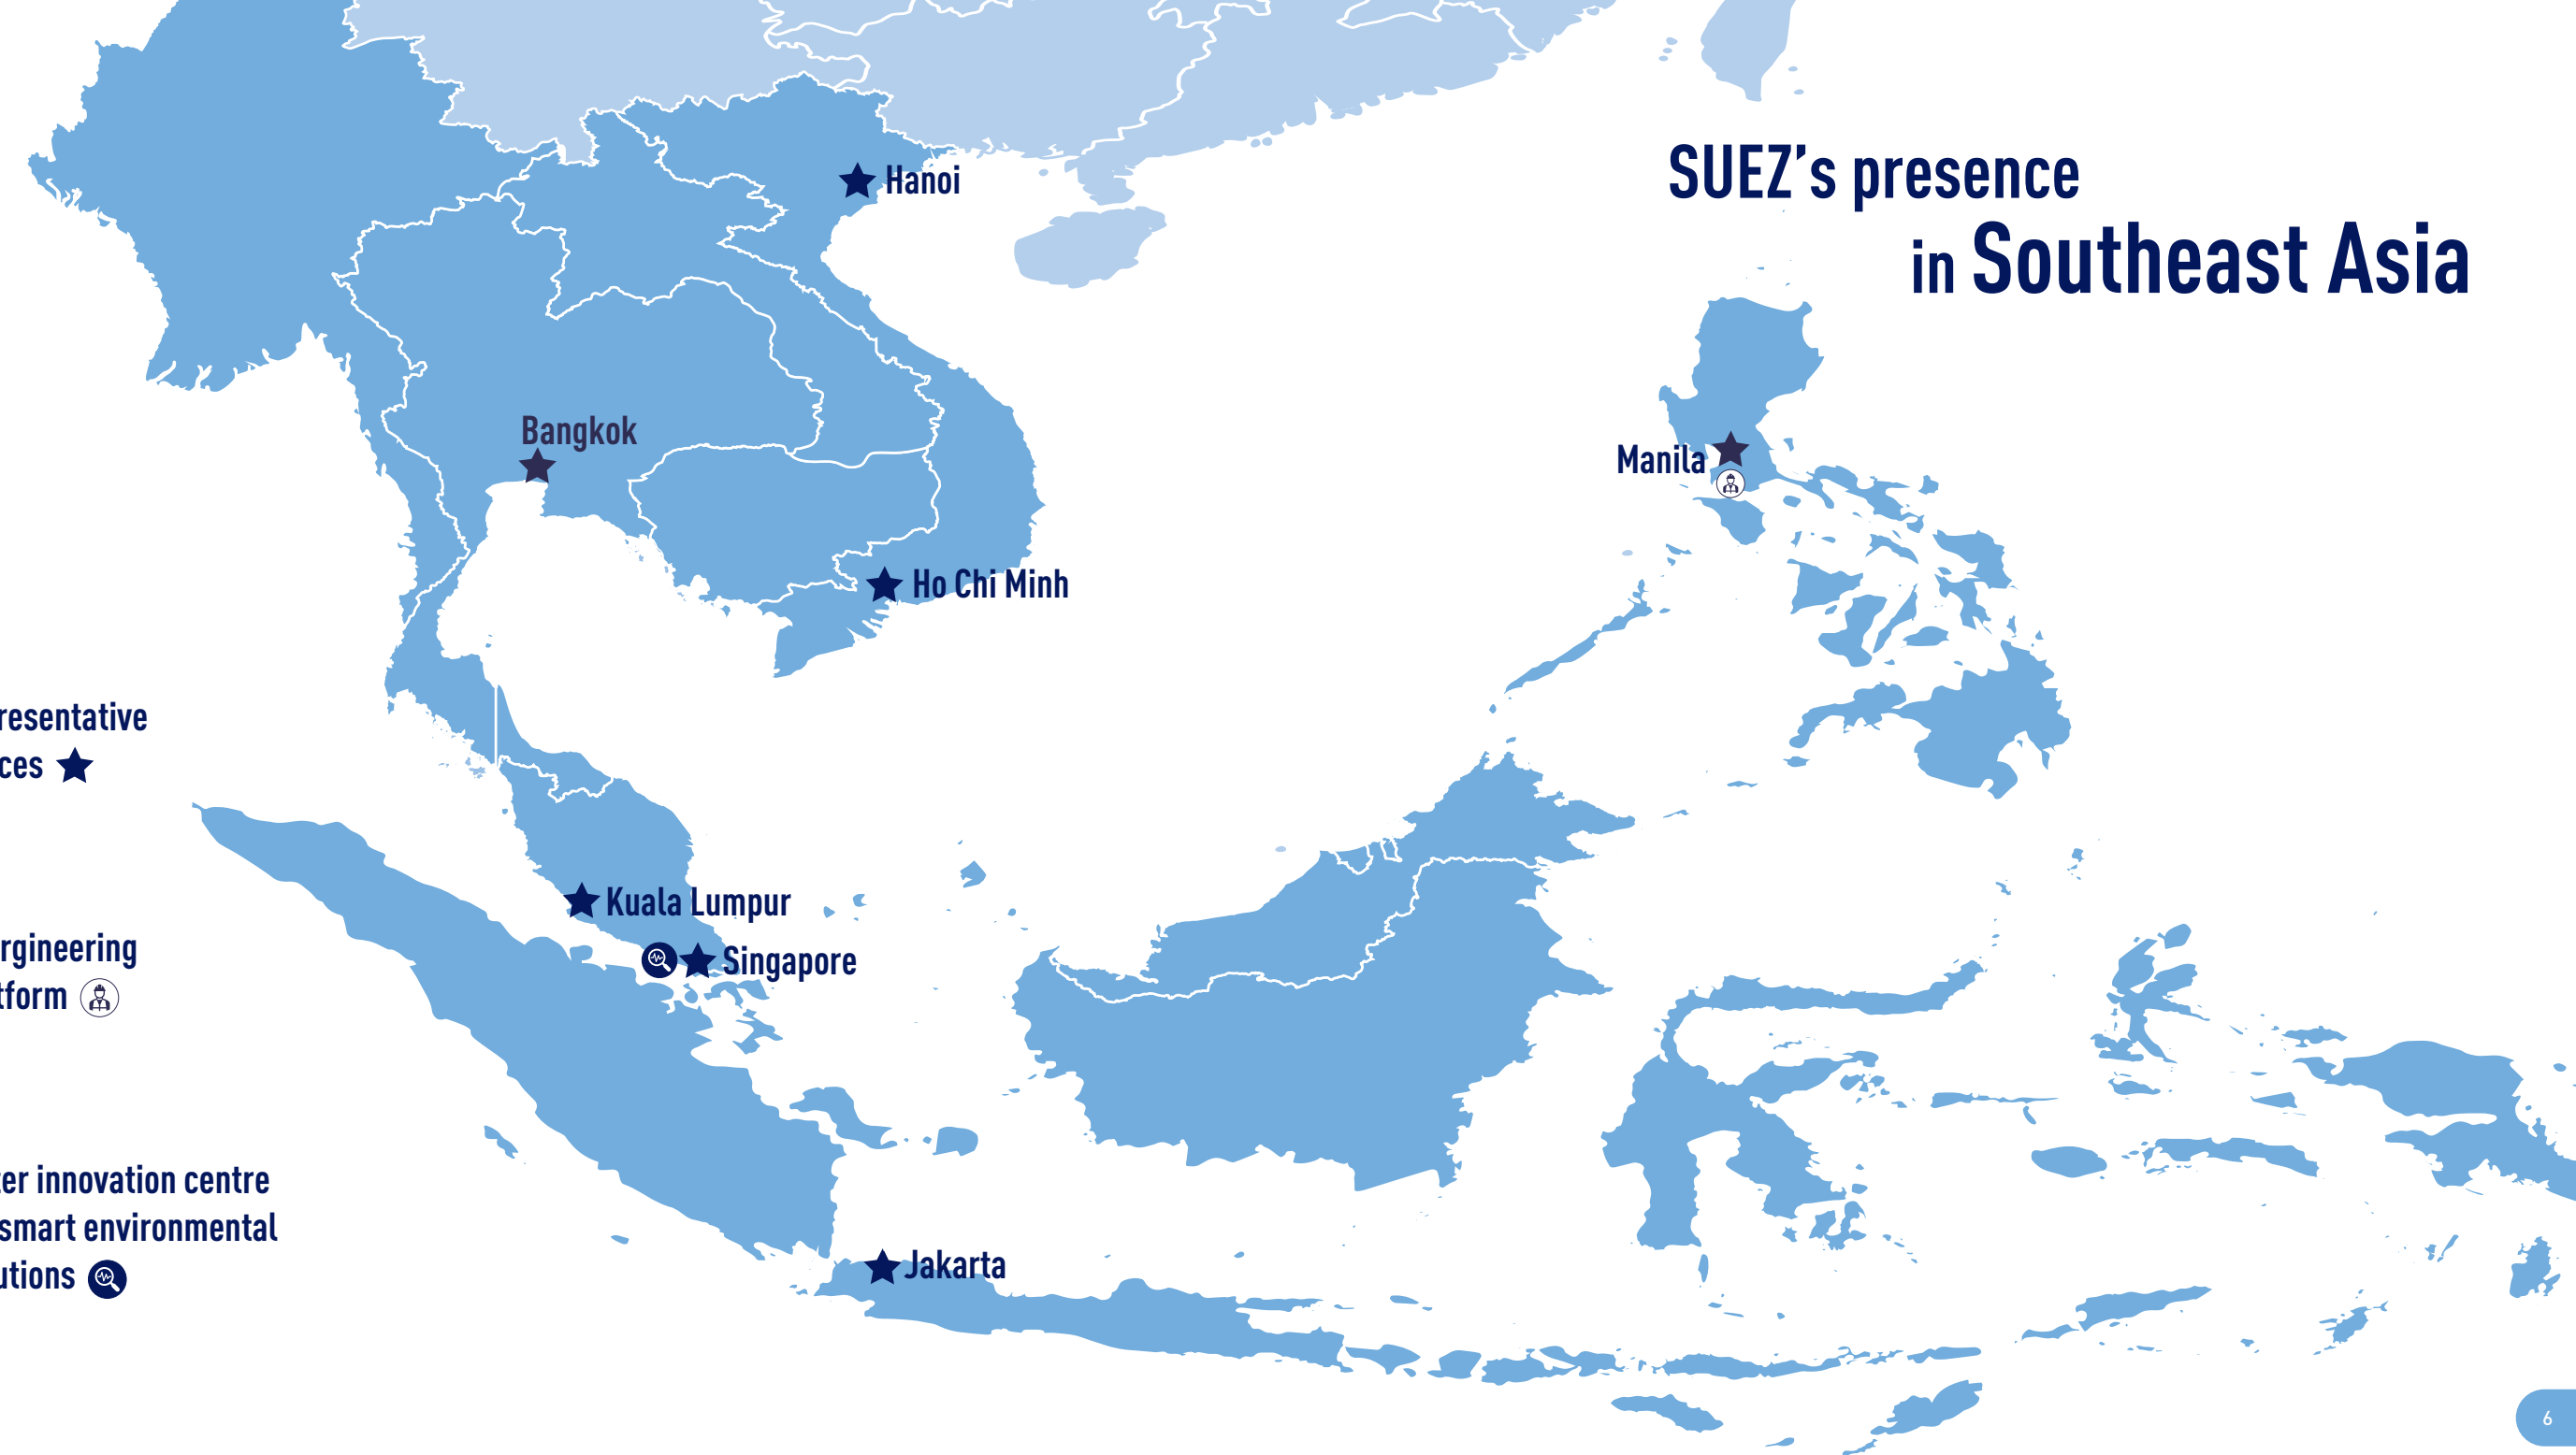 SUEZ’s presence
in Southeast Asia
Hanoi
Bangkok
Manila
Ho Chi Minh
resentative
ces
Kuala Lumpur
rgineering
Singapore
tform
ter innovation centre
smart environmental
utions
Jakarta
6